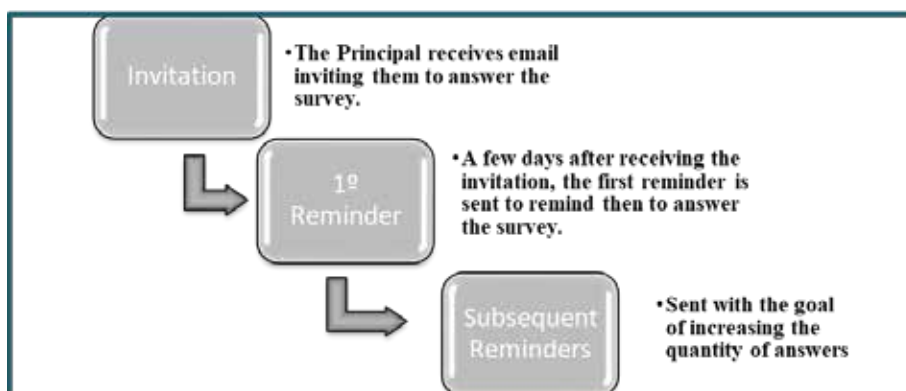 Invitation
•The Principal receives email
inviting them to answer the
survey.
1º
Reminder
•A few days after receiving the
invitation, the first reminder is
sent to remind then to answer
the survey.
Subsequent
Reminders
•Sent with the goal
of increasing the
quantity of answers